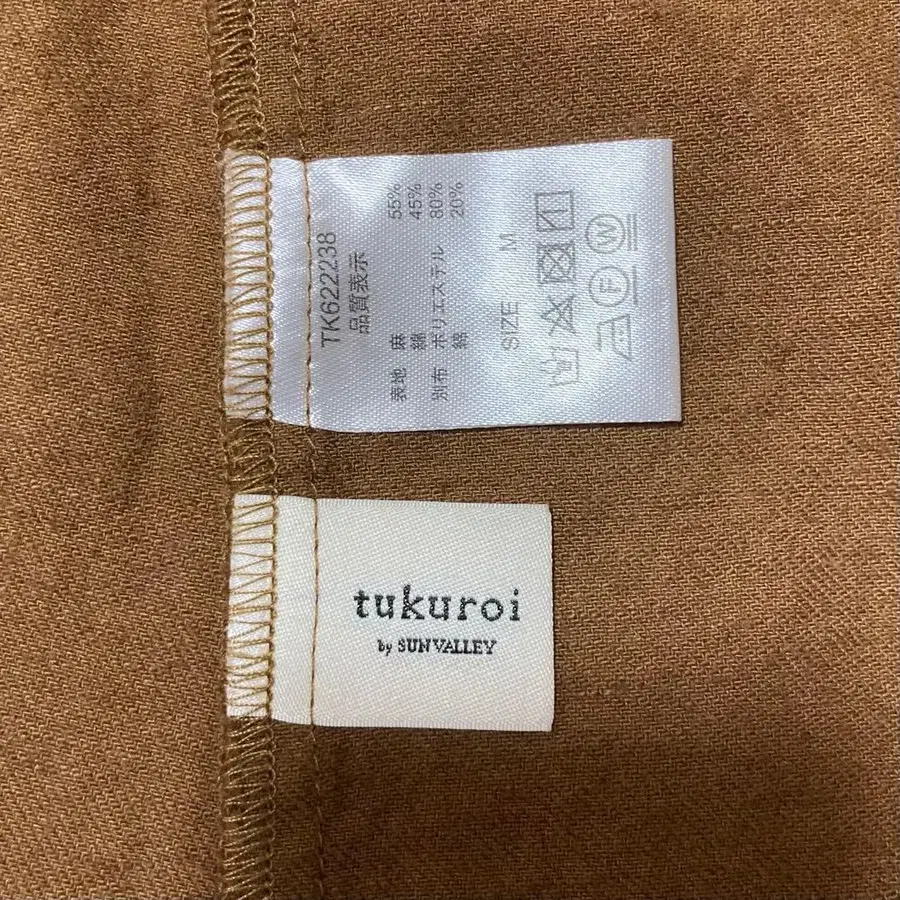 TK622238
品質表示
表地 麻 55%
綿 45%
別布 ポリエステル 80%
綿 20%
SIZE M
F W
tukuroi
by SUNVALLEY